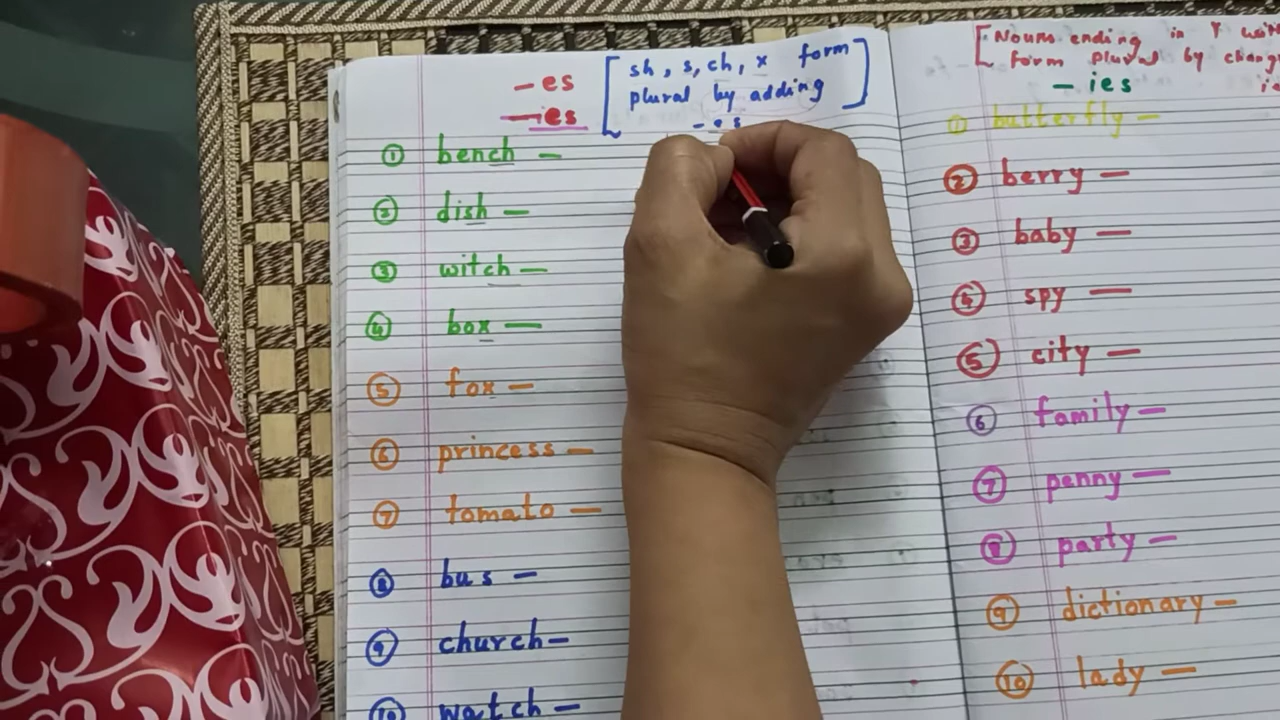 -es
-ies
[ sh, s, ch, x form
plural by adding ]
-es
① bench -
② dish -
③ witch -
④ box -
⑤ fox -
⑥ princess -
⑦ tomato -
⑧ bus -
⑨ church -
⑩ watch -
[ Nouns ending in Y
form plural by
- ies
① butterfly -
② berry -
③ baby -
④ spy -
⑤ city -
⑥ family -
⑦ penny -
⑧ party -
⑨ dictionary -
⑩ lady -